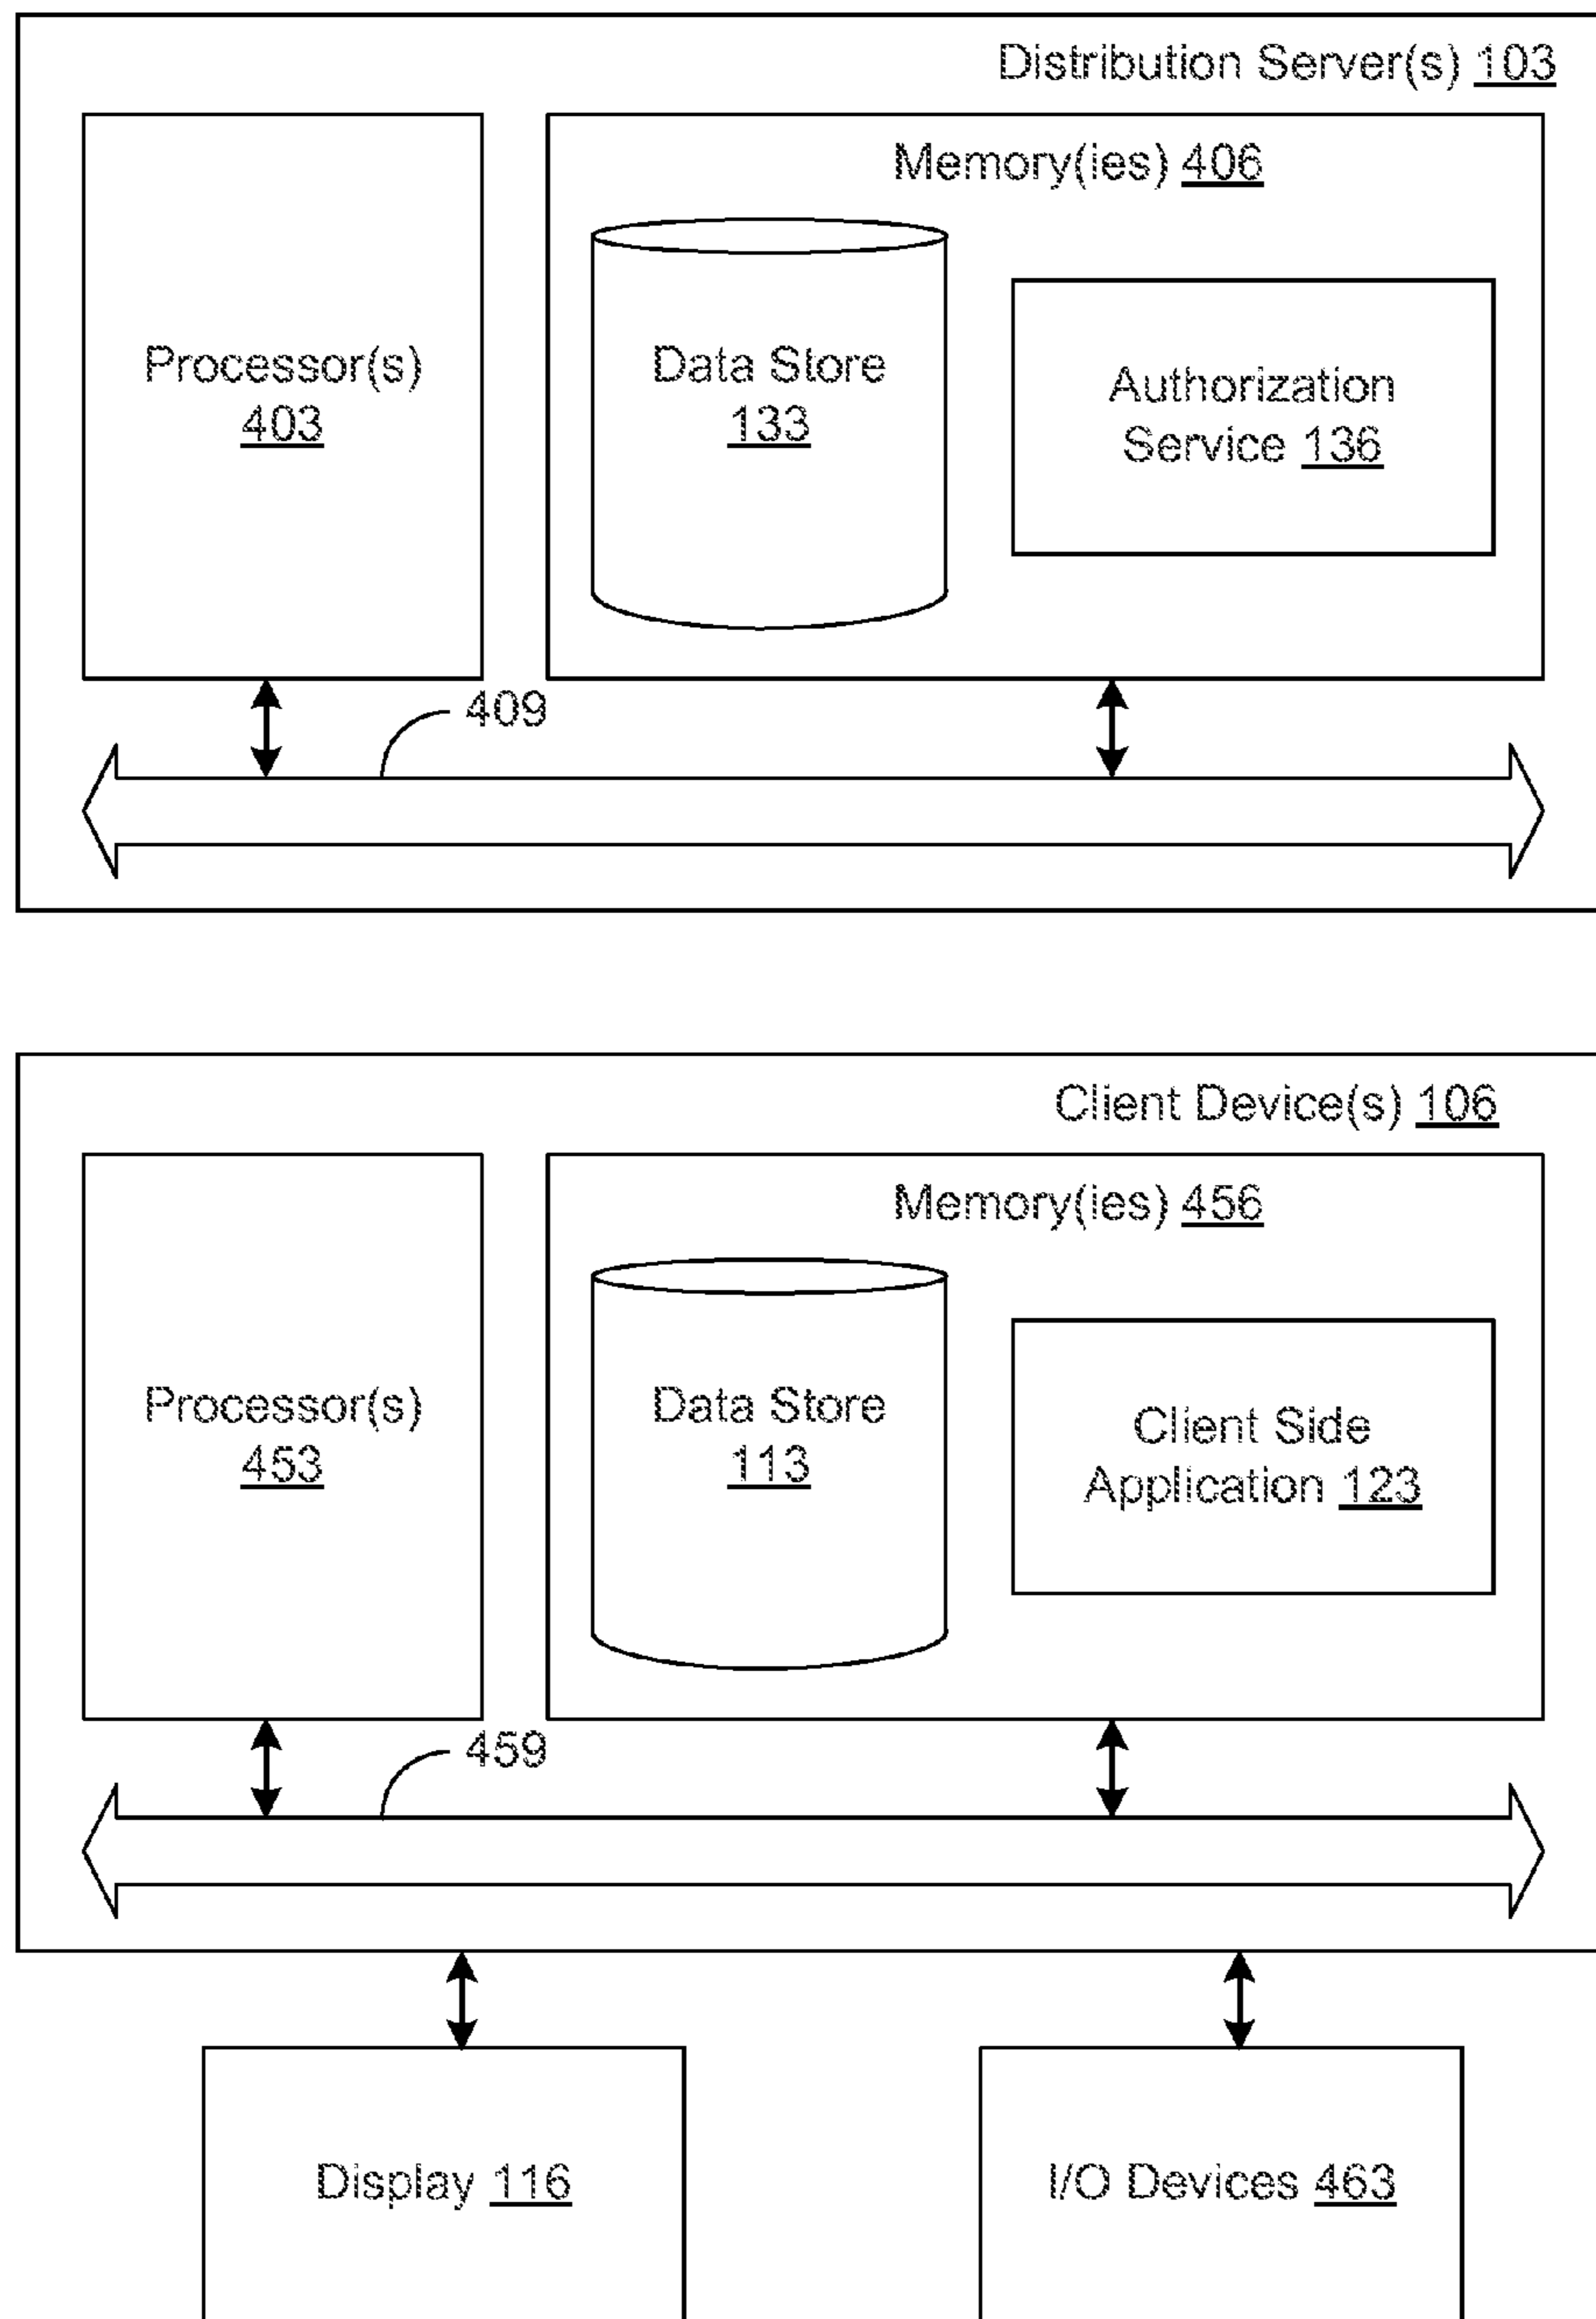 Distribution Server(s) 103
Memory(ies) 406
Processor(s)
403
Data Store
133
Authorization
Service 136
409
Client Device(s) 106
Memory(ies) 456
Processor(s)
453
Data Store
113
Client Side
Application 123
459
Display 116
I/O Devices 463